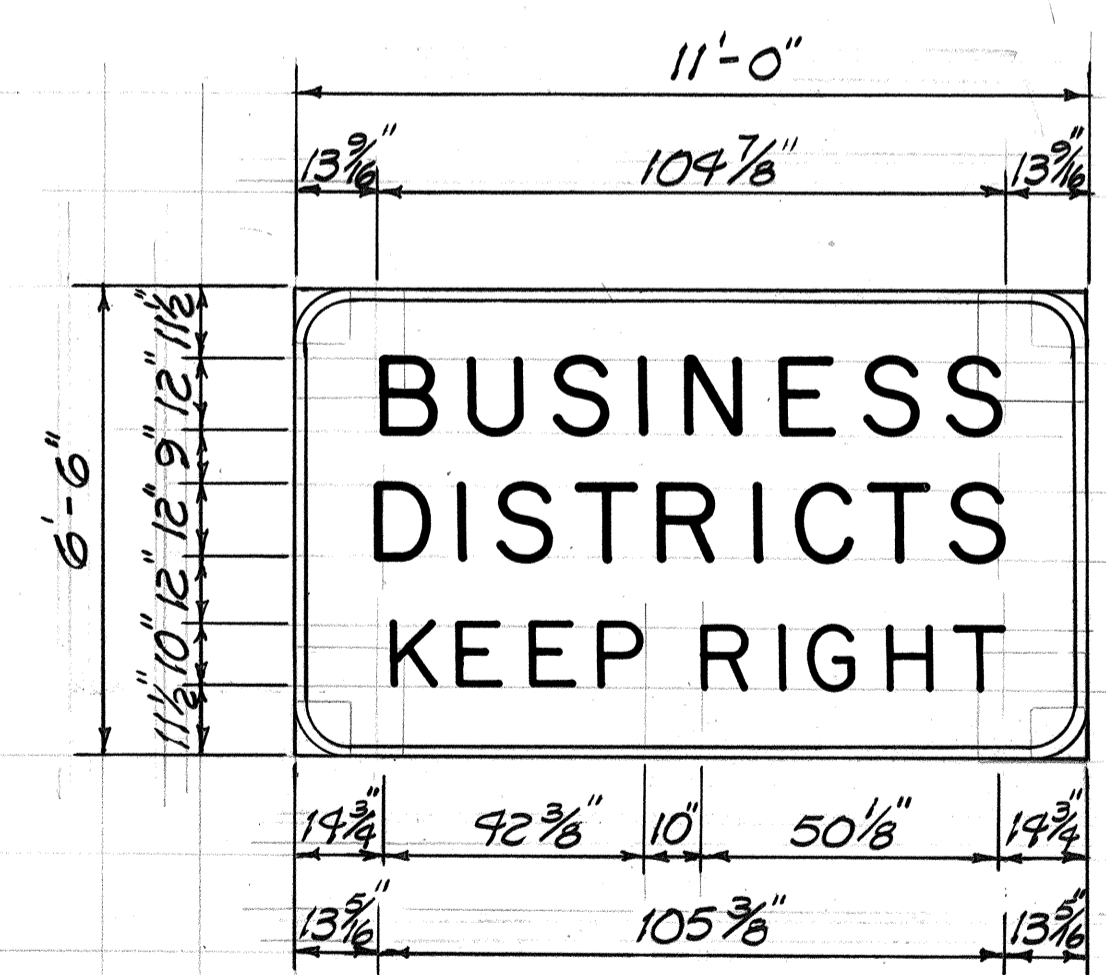 11'-0"
13 9/16" 104 7/8" 13 9/16"
6'-6"
11 1/2" 12" 9" 12" 12" 10" 11 1/2"
BUSINESS
DISTRICTS
KEEP RIGHT
14 3/4" 42 3/8" 10" 50 1/8" 14 3/4"
13 5/16" 105 3/8" 13 5/16"